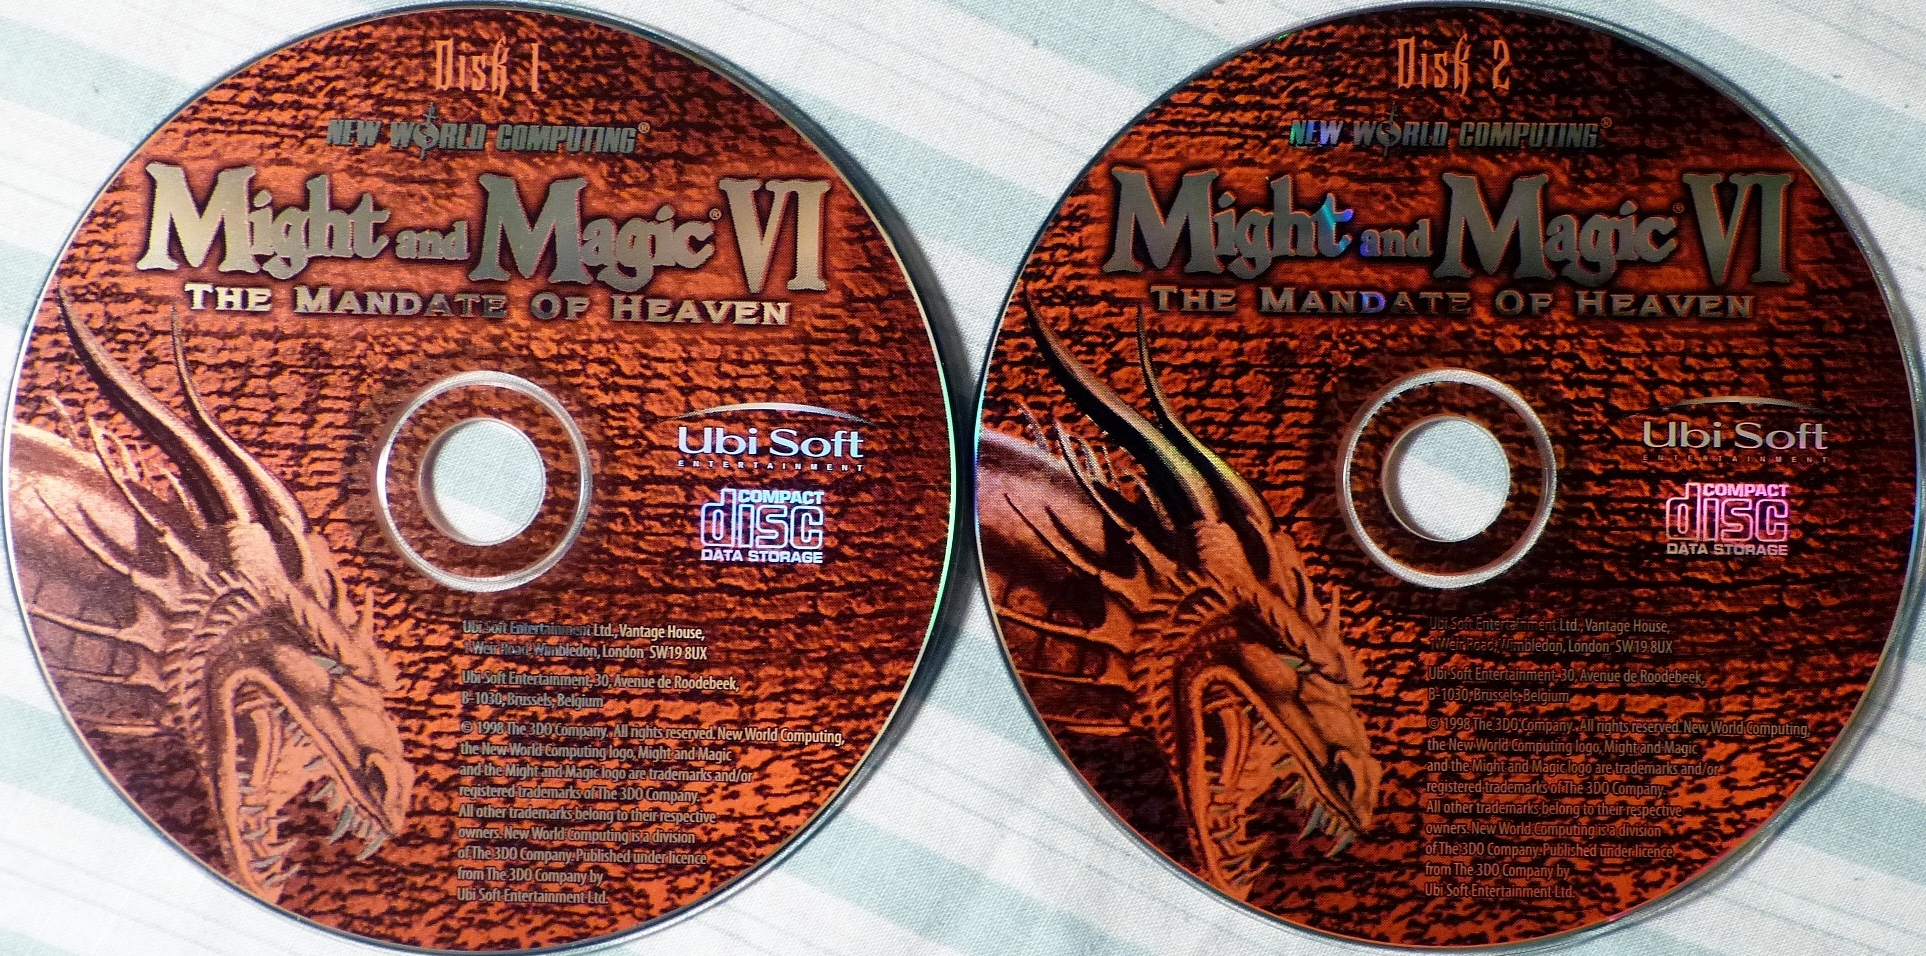 Disk 1
NEW WORLD COMPUTING®
Might and Magic® VI
THE MANDATE OF HEAVEN
Ubi Soft
ENTERTAINMENT
COMPACT
disc
DATA STORAGE
Ubi Soft Entertainment Ltd., Vantage House,
1 Weir Road, Wimbledon, London SW19 8UX
Ubi Soft Entertainment, 30, Avenue de Roodebeek,
B-1030, Brussels, Belgium
© 1998 The 3DO Company. All rights reserved. New World Computing,
the New World Computing logo, Might and Magic
and the Might and Magic logo are trademarks and/or
registered trademarks of The 3DO Company.
All other trademarks belong to their respective
owners. New World Computing is a division
of The 3DO Company. Published under licence
from The 3DO Company by
Ubi Soft Entertainment Ltd.
Disk 2
NEW WORLD COMPUTING®
Might and Magic® VI
THE MANDATE OF HEAVEN
Ubi Soft
ENTERTAINMENT
COMPACT
disc
DATA STORAGE
Ubi Soft Entertainment Ltd., Vantage House,
1 Weir Road, Wimbledon, London SW19 8UX
Ubi Soft Entertainment, 30, Avenue de Roodebeek,
B-1030, Brussels, Belgium
© 1998 The 3DO Company. All rights reserved. New World Computing,
the New World Computing logo, Might and Magic
and the Might and Magic logo are trademarks and/or
registered trademarks of The 3DO Company.
All other trademarks belong to their respective
owners. New World Computing is a division
of The 3DO Company. Published under licence
from The 3DO Company by
Ubi Soft Entertainment Ltd.